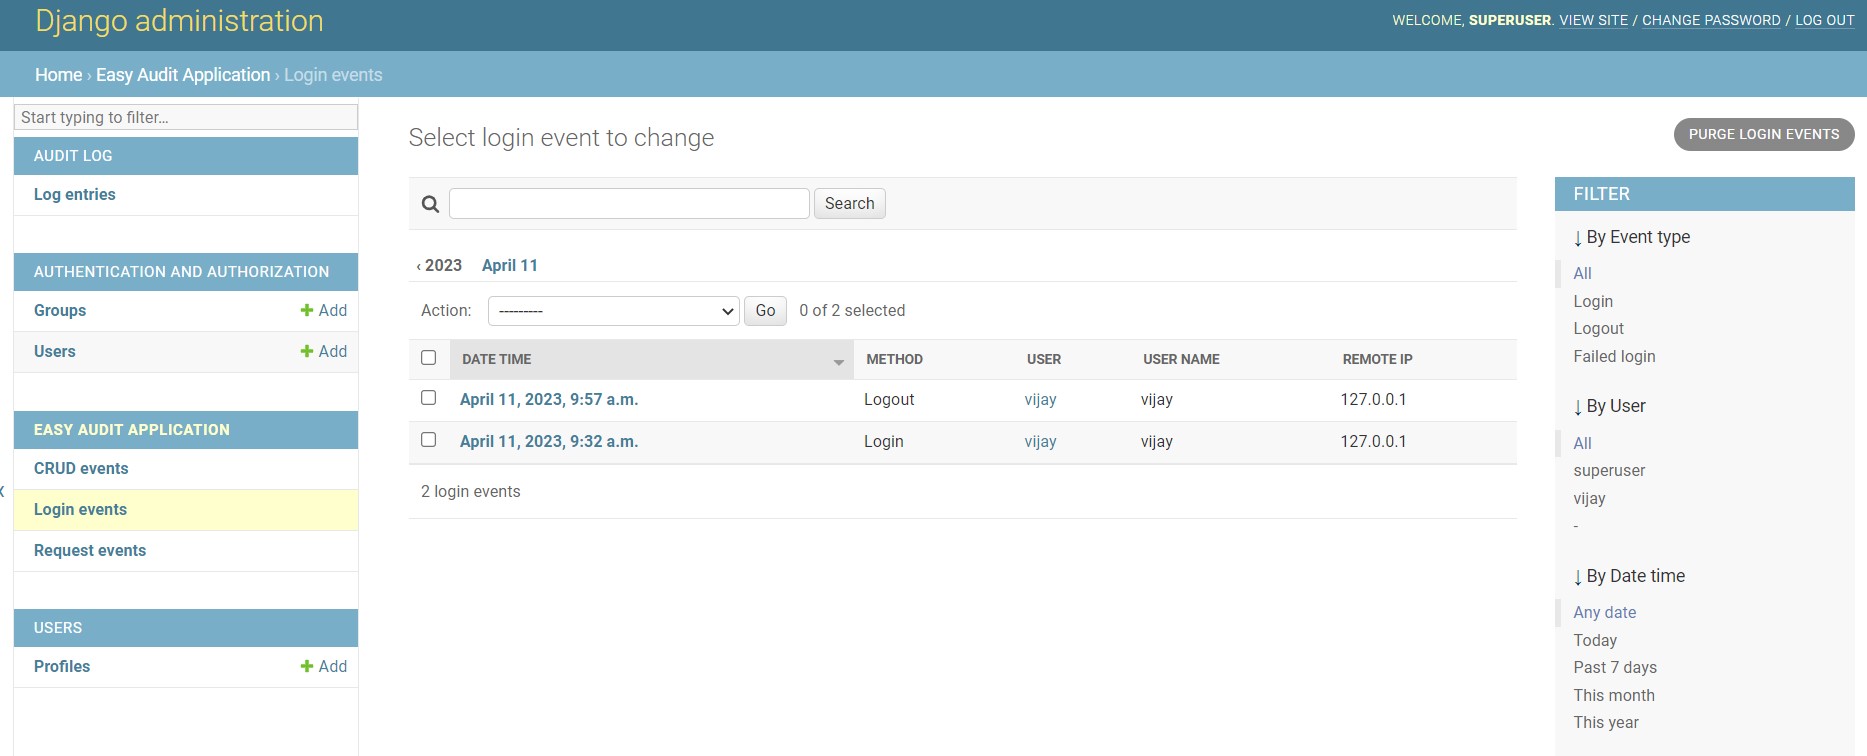 Django administration
WELCOME, SUPERUSER. VIEW SITE / CHANGE PASSWORD / LOG OUT
Home › Easy Audit Application › Login events
Start typing to filter...
AUDIT LOG
Log entries
AUTHENTICATION AND AUTHORIZATION
Groups + Add
Users + Add
EASY AUDIT APPLICATION
CRUD events
Login events
Request events
USERS
Profiles + Add
Select login event to change
PURGE LOGIN EVENTS
Search
‹ 2023 April 11
Action: --------- Go 0 of 2 selected
DATE TIME METHOD USER USER NAME REMOTE IP
April 11, 2023, 9:57 a.m. Logout vijay vijay 127.0.0.1
April 11, 2023, 9:32 a.m. Login vijay vijay 127.0.0.1
2 login events
FILTER
↓ By Event type
All
Login
Logout
Failed login
↓ By User
All
superuser
vijay
-
↓ By Date time
Any date
Today
Past 7 days
This month
This year